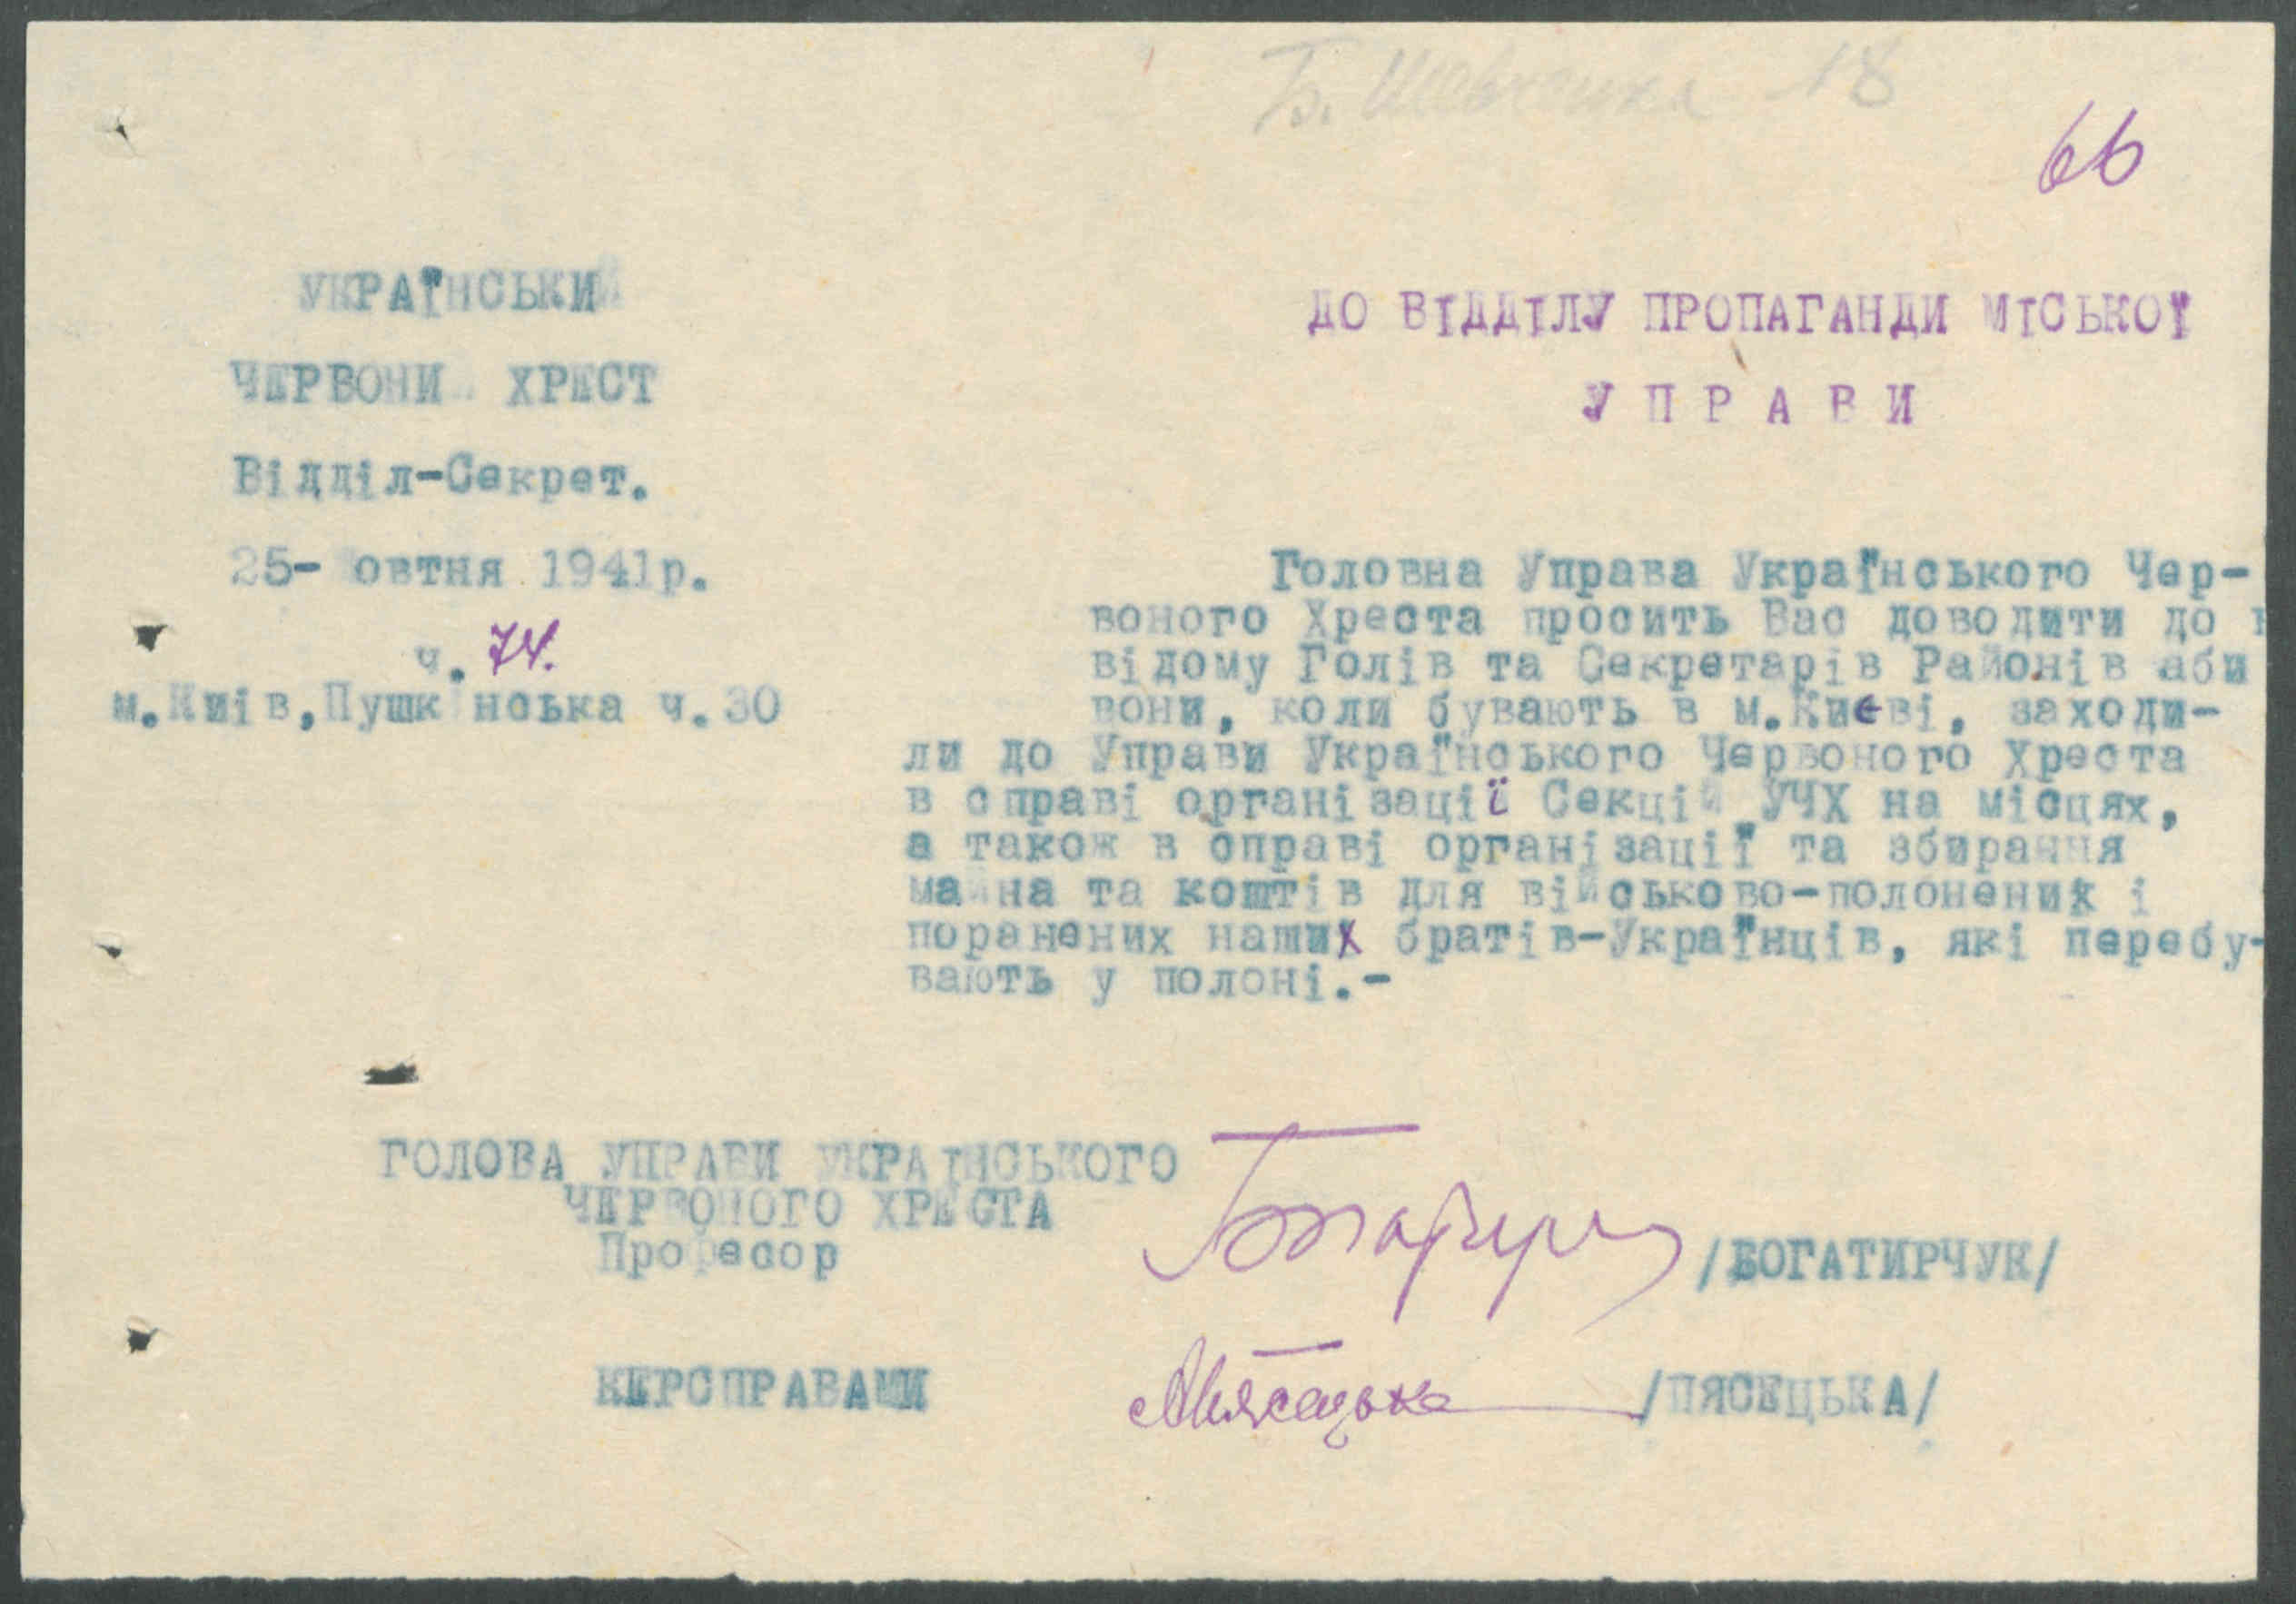 Б. Шевченка 18
66
УКРАЇНСЬКИЙ
ЧЕРВОНИЙ ХРЕСТ
Відділ-Секрет.
25- овтня 1941р.
ч. 74.
м.Київ,Пушкінська ч.30
ДО ВІДДІЛУ ПРОПАГАНДИ МІСЬКОЇ
У П Р А В И
Головна Управа Українського Чер-
воного Хреста просить Вас доводити до
відому Голів та Секретарів Районів аби
вони, коли бувають в м.Києві, заходи-
ли до Управи Українського Червоного Хреста
в справі організації Секцій УЧХ на місцях,
а також в справі організації та збирання
майна та коштів для військово-полонених і
поранених наших братів-Українців, які перебу-
вають у полоні.-
ГОЛОВА УПРАВИ УКРАЇНСЬКОГО
ЧЕРВОНОГО ХРЕСТА
Професор
/БОГАТИРЧУК/
КЕРСПРАВАМИ
АПясецька /ПЯСЕЦЬКА/